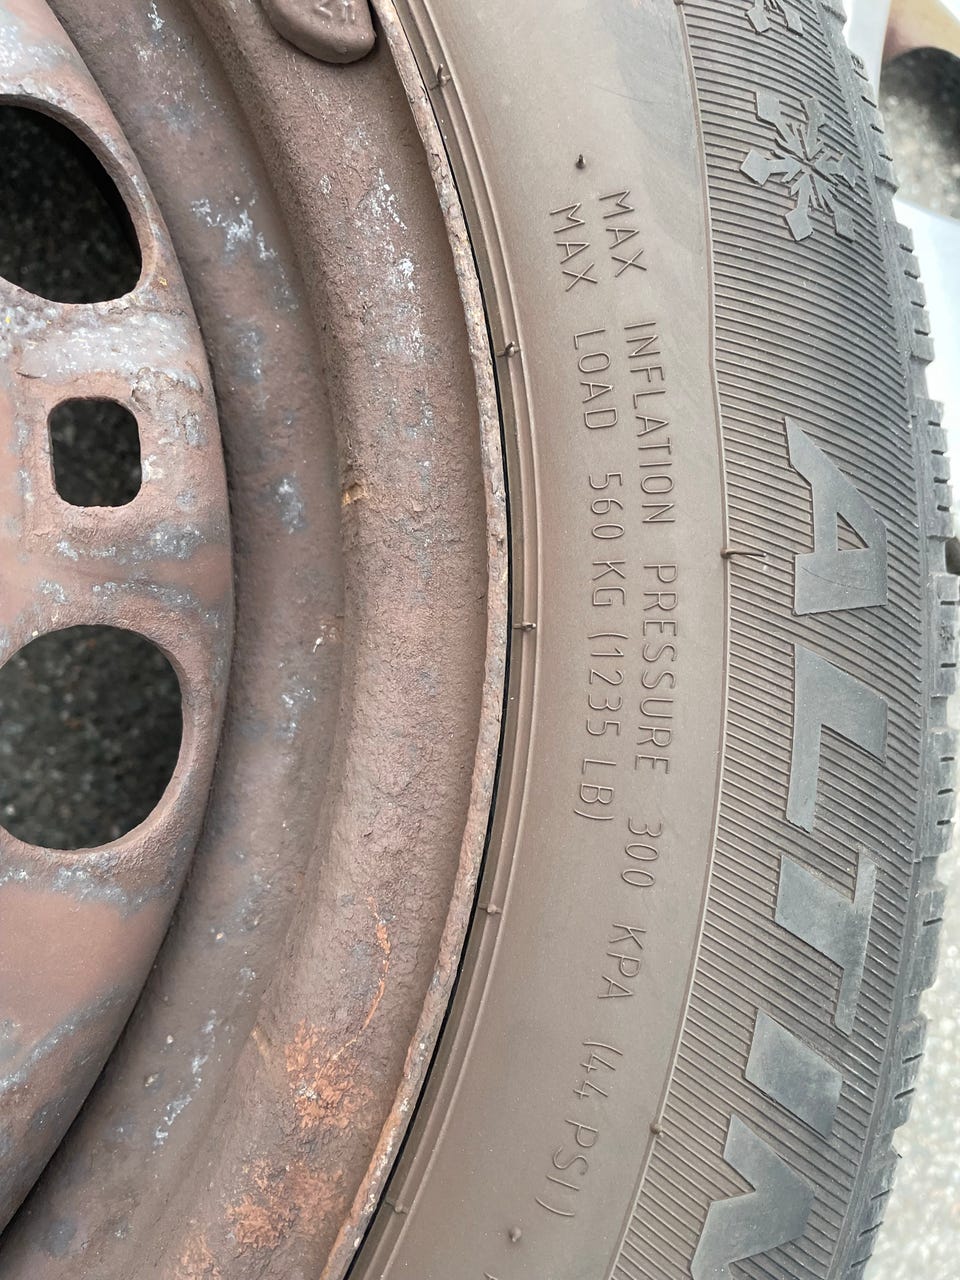 MAX INFLATION PRESSURE 300 KPA (44 PSI)
MAX LOAD 560 KG (1235 LB)
ALTIM